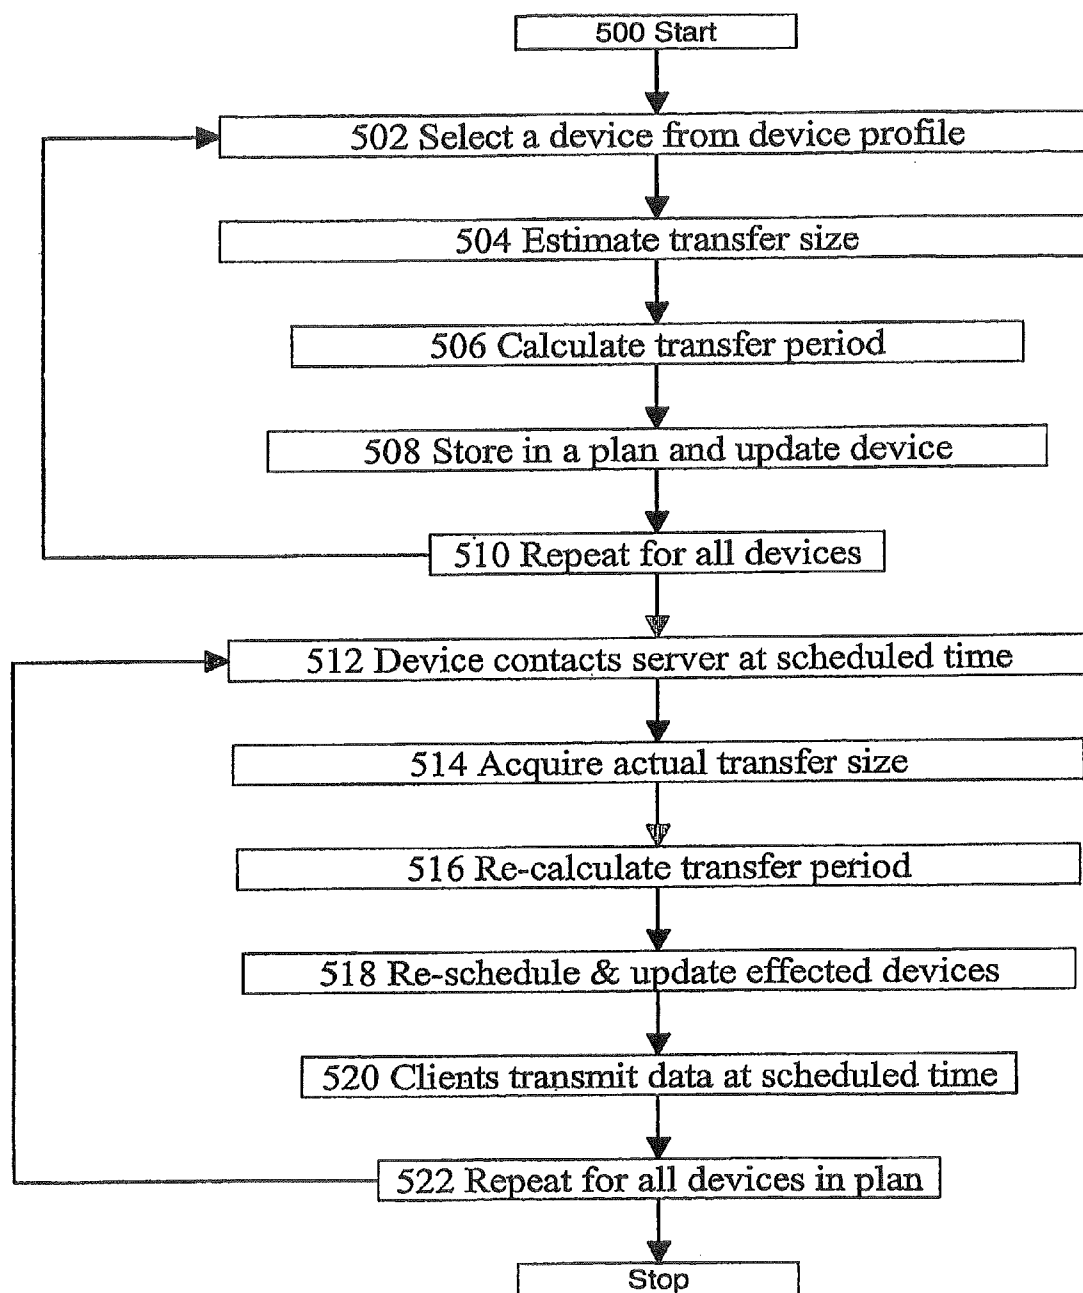 500 Start
502 Select a device from device profile
504 Estimate transfer size
506 Calculate transfer period
508 Store in a plan and update device
510 Repeat for all devices
512 Device contacts server at scheduled time
514 Acquire actual transfer size
516 Re-calculate transfer period
518 Re-schedule & update effected devices
520 Clients transmit data at scheduled time
522 Repeat for all devices in plan
Stop